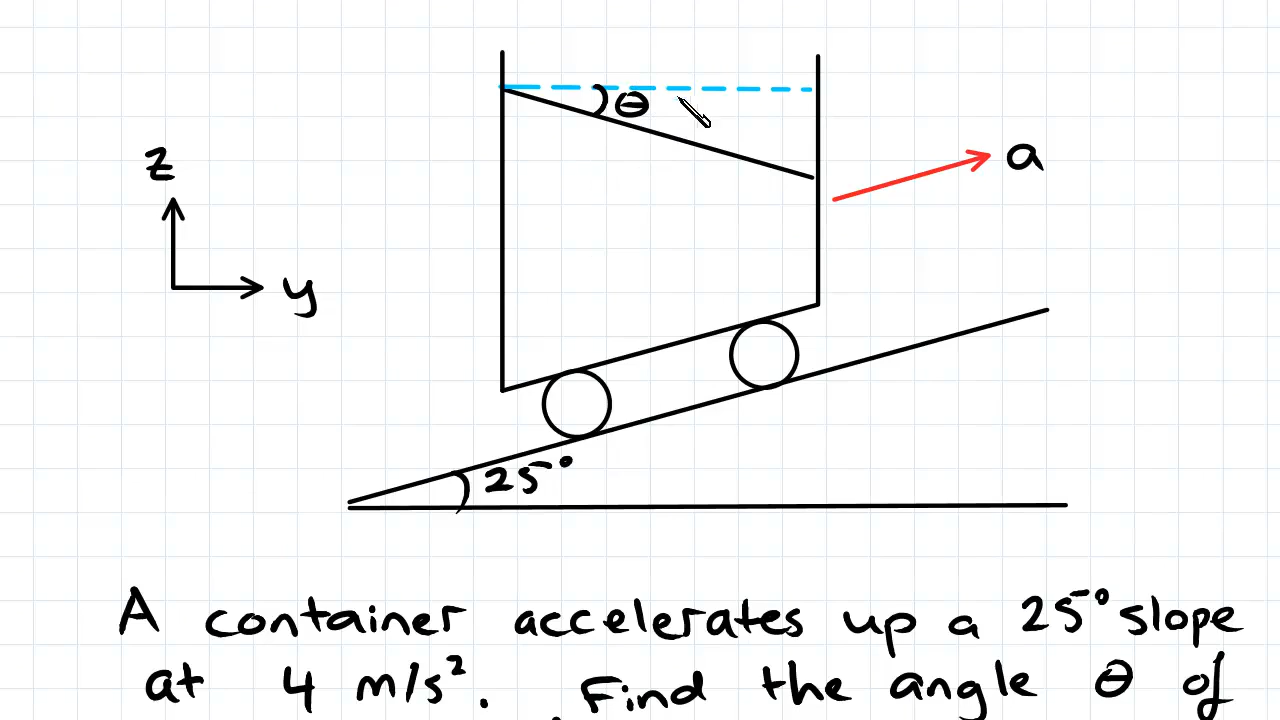 θ
a
z
y
25°
A container accelerates up a 25° slope
at 4 m/s². Find the angle θ of